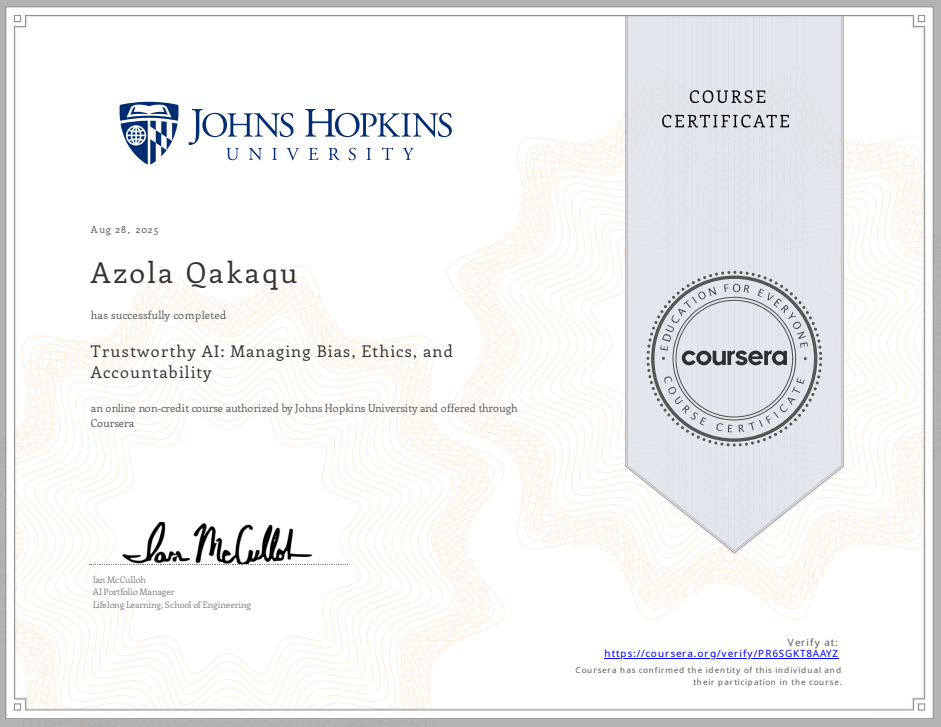 JOHNS HOPKINS
UNIVERSITY
COURSE
CERTIFICATE
Aug 28, 2025
Azola Qakaqu
has successfully completed
Trustworthy AI: Managing Bias, Ethics, and
Accountability
an online non-credit course authorized by Johns Hopkins University and offered through
Coursera
EDUCATION FOR EVERYONE
coursera
COURSE CERTIFICATE
Ian McCulloh
Ian McCulloh
AI Portfolio Manager
Lifelong Learning, School of Engineering
Verify at:
https://coursera.org/verify/PR6SGKT8AAYZ
Coursera has confirmed the identity of this individual and
their participation in the course.